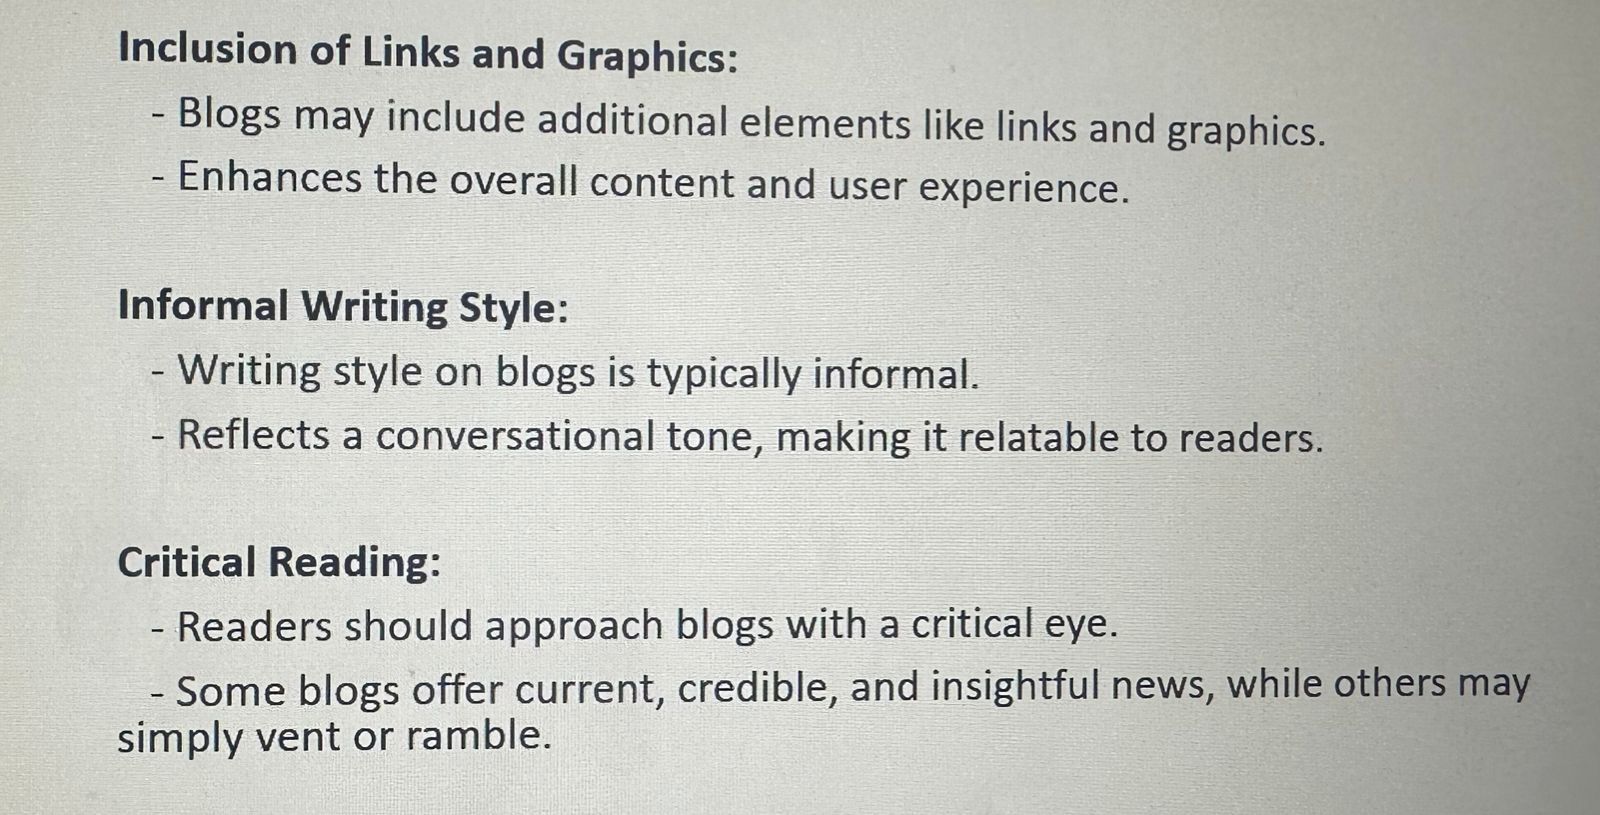 Inclusion of Links and Graphics:
- Blogs may include additional elements like links and graphics.
- Enhances the overall content and user experience.
Informal Writing Style:
- Writing style on blogs is typically informal.
- Reflects a conversational tone, making it relatable to readers.
Critical Reading:
- Readers should approach blogs with a critical eye.
- Some blogs offer current, credible, and insightful news, while others may
simply vent or ramble.